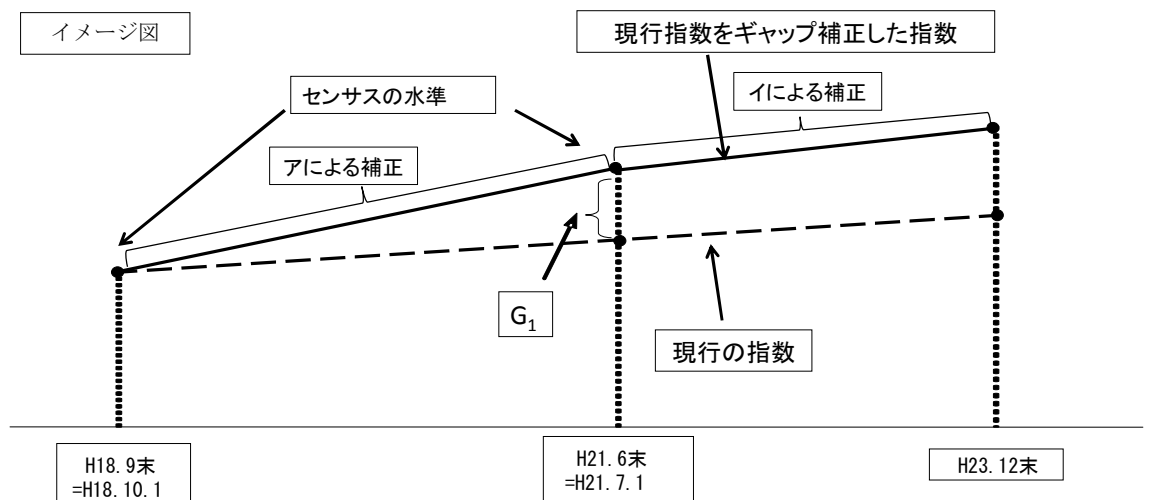 イメージ図
現行指数をギャップ補正した指数
センサスの水準
イによる補正
アによる補正
G1
現行の指数
H18.9末
=H18.10.1
H21.6末
=H21.7.1
H23.12末